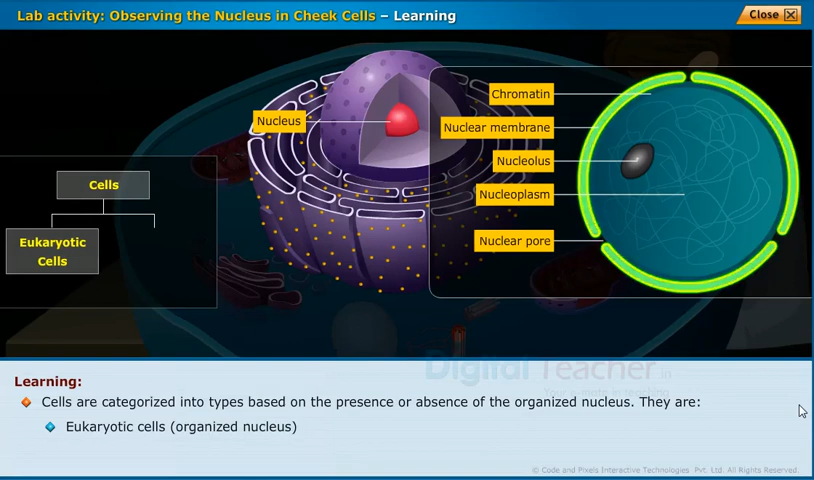 Lab activity: Observing the Nucleus in Cheek Cells – Learning
Close
Chromatin
Nucleus
Nuclear membrane
Nucleolus
Cells
Nucleoplasm
Eukaryotic
Cells
Nuclear pore
Digital Teacher.in
Learning:
Cells are categorized into types based on the presence or absence of the organized nucleus. They are:
Eukaryotic cells (organized nucleus)
© Code and Pixels Interactive Technologies Pvt. Ltd. All Rights Reserved.